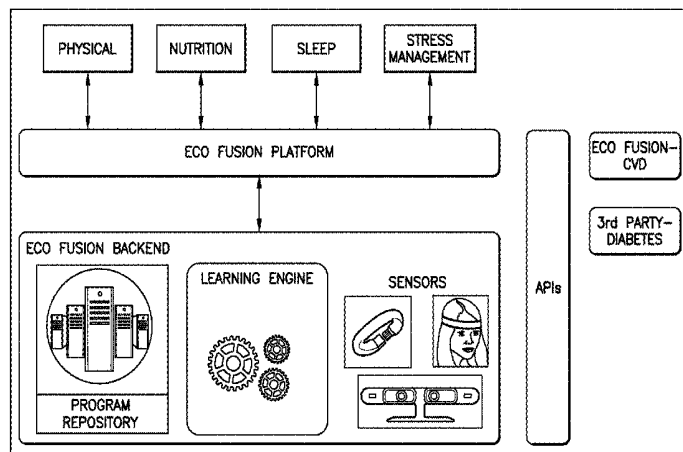 PHYSICAL
NUTRITION
SLEEP
STRESS
MANAGEMENT
ECO FUSION PLATFORM
ECO FUSION BACKEND
PROGRAM
REPOSITORY
LEARNING ENGINE
SENSORS
APIs
ECO FUSION–
CVD
3rd PARTY–
DIABETES